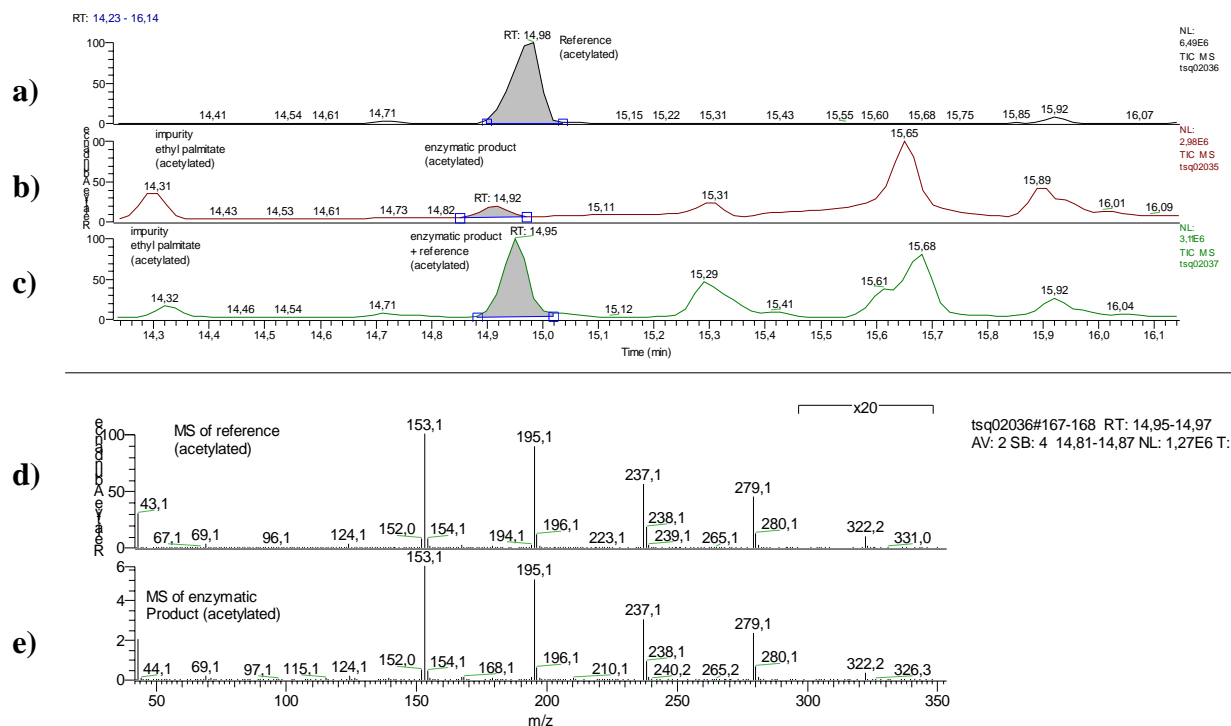 RT: 14,23 - 16,14
a)
100
50
0
RT: 14,98
Reference
(acetylated)
14,41 14,54 14,61 14,71 15,15 15,22 15,31 15,43 15,55 15,60 15,68 15,75 15,85 15,92 16,07
NL:
6,49E6
TIC MS
tsq02036
b)
Relative Abundance
100
50
0
impurity
ethyl palmitate
(acetylated)
enzymatic product
(acetylated)
14,31 14,43 14,53 14,61 14,73 14,82 RT: 14,92 15,11 15,31 15,65 15,89 16,01 16,09
NL:
2,98E6
TIC MS
tsq02035
c)
100
50
0
impurity
ethyl palmitate
(acetylated)
enzymatic product
+ reference
(acetylated)
RT: 14,95
14,32 14,46 14,54 14,71 15,12 15,29 15,41 15,61 15,68 15,92 16,04
NL:
3,11E6
TIC MS
tsq02037
14,3 14,4 14,5 14,6 14,7 14,8 14,9 15,0 15,1 15,2 15,3 15,4 15,5 15,6 15,7 15,8 15,9 16,0 16,1
Time (min)
x20
tsq02036#167-168 RT: 14,95-14,97
AV: 2 SB: 4 14,81-14,87 NL: 1,27E6 T:
d)
Relative Abundance
100
50
0
MS of reference
(acetylated)
43,1 67,1 69,1 96,1 124,1 152,0 153,1 154,1 194,1 195,1 196,1 223,1 237,1 238,1 239,1 265,1 279,1 280,1 322,2 331,0
e)
6
4
2
0
MS of enzymatic
Product (acetylated)
44,1 69,1 97,1 115,1 124,1 152,0 153,1 154,1 168,1 195,1 196,1 210,1 237,1 238,1 240,2 265,2 279,1 280,1 322,2 326,3
50 100 150 200 250 300 350
m/z